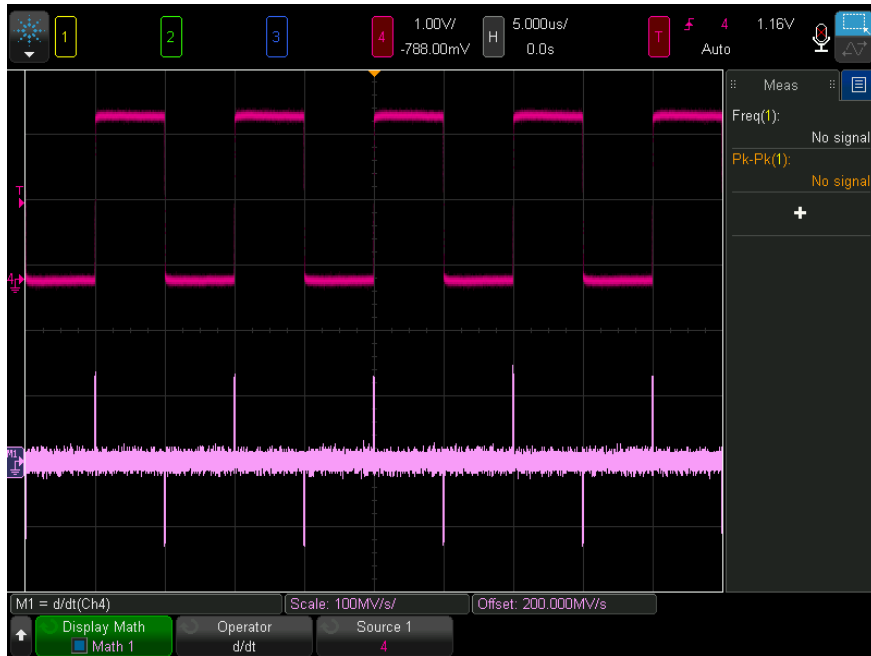 1
2
3
4
1.00V/
-788.00mV
H
5.000us/
0.0s
T
4
1.16V
Auto
Meas
Freq(1):
No signal
Pk-Pk(1):
No signal
+
T
4
M1
M1 = d/dt(Ch4)
Scale: 100MV/s/
Offset: 200.000MV/s
Display Math
Math 1
Operator
d/dt
Source 1
4